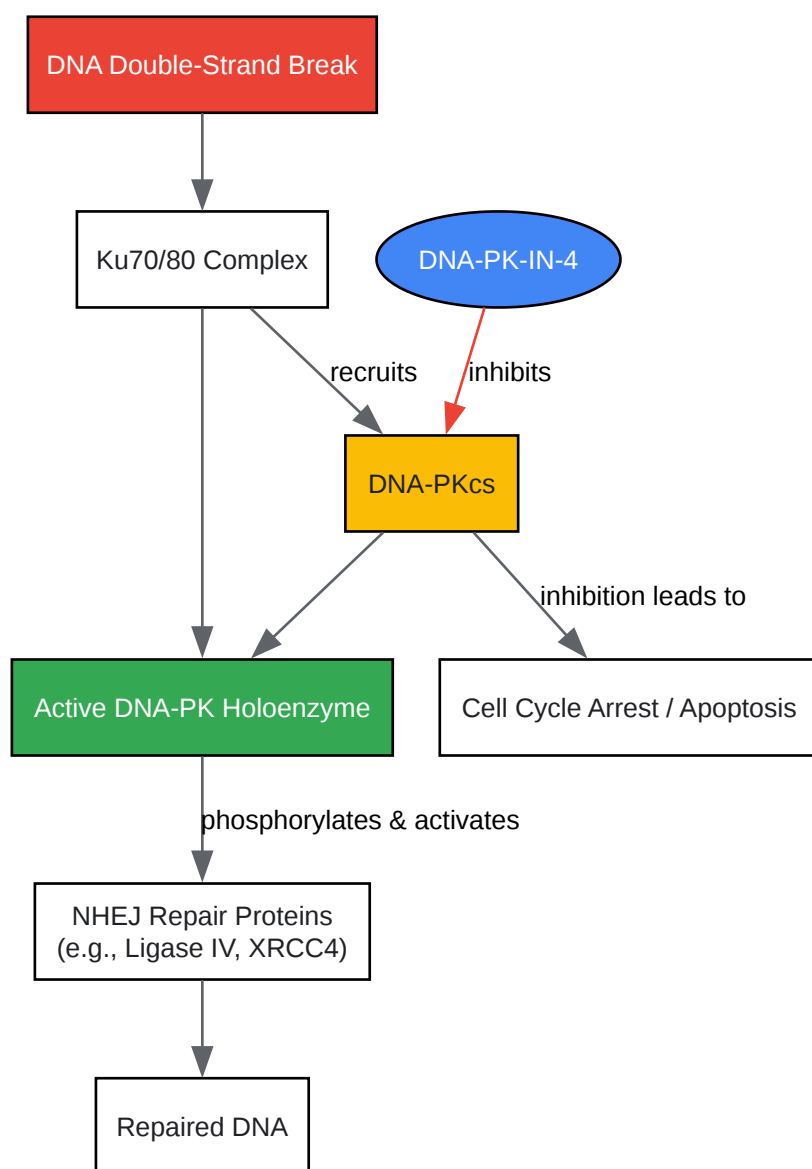 DNA Double-Strand Break
Ku70/80 Complex
DNA-PK-IN-4
recruits
inhibits
DNA-PKcs
inhibition leads to
Active DNA-PK Holoenzyme
Cell Cycle Arrest / Apoptosis
phosphorylates & activates
NHEJ Repair Proteins
(e.g., Ligase IV, XRCC4)
Repaired DNA